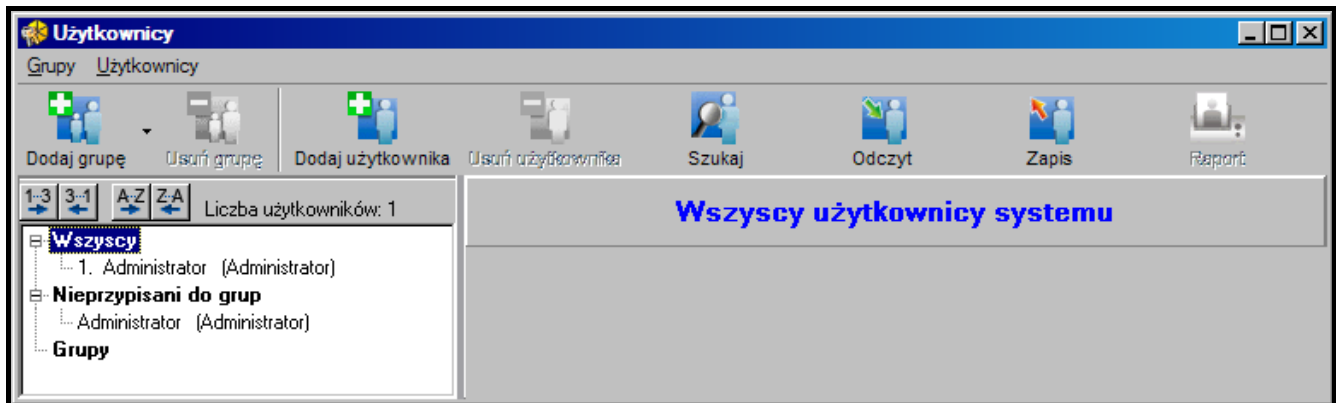 Użytkownicy
Grupy Użytkownicy
Dodaj grupę Usuń grupę Dodaj użytkownika Usuń użytkownika Szukaj Odczyt Zapis Raport
1··3 3··1 A··Z Z··A Liczba użytkowników: 1
Wszyscy użytkownicy systemu
Wszyscy
1. Administrator (Administrator)
Nieprzypisani do grup
Administrator (Administrator)
Grupy